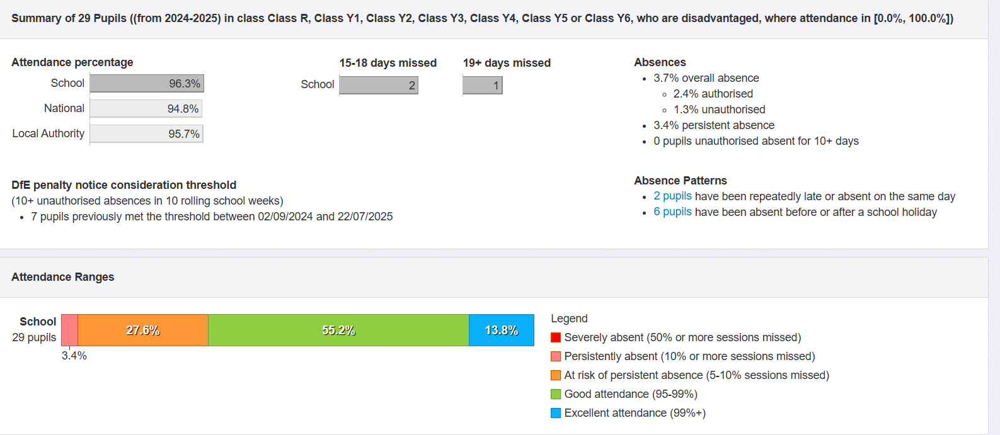 Summary of 29 Pupils ((from 2024-2025) in class Class R, Class Y1, Class Y2, Class Y3, Class Y4, Class Y5 or Class Y6, who are disadvantaged, where attendance in [0.0%, 100.0%])
Attendance percentage
School 96.3%
National 94.8%
Local Authority 95.7%
15-18 days missed 19+ days missed
School 2 1
Absences
• 3.7% overall absence
◦ 2.4% authorised
◦ 1.3% unauthorised
• 3.4% persistent absence
• 0 pupils unauthorised absent for 10+ days
DfE penalty notice consideration threshold
(10+ unauthorised absences in 10 rolling school weeks)
• 7 pupils previously met the threshold between 02/09/2024 and 22/07/2025
Absence Patterns
• 2 pupils have been repeatedly late or absent on the same day
• 6 pupils have been absent before or after a school holiday
Attendance Ranges
School
29 pupils
27.6% 55.2% 13.8%
3.4%
Legend
Severely absent (50% or more sessions missed)
Persistently absent (10% or more sessions missed)
At risk of persistent absence (5-10% sessions missed)
Good attendance (95-99%)
Excellent attendance (99%+)